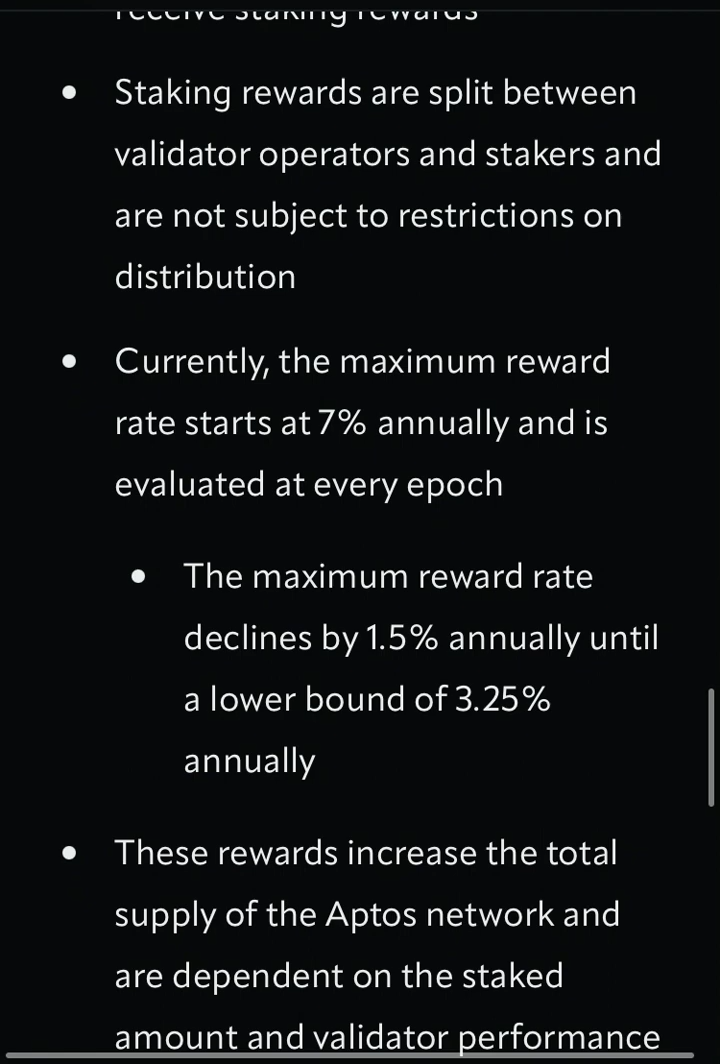 receive staking rewards
• Staking rewards are split between
validator operators and stakers and
are not subject to restrictions on
distribution
• Currently, the maximum reward
rate starts at 7% annually and is
evaluated at every epoch
• The maximum reward rate
declines by 1.5% annually until
a lower bound of 3.25%
annually
• These rewards increase the total
supply of the Aptos network and
are dependent on the staked
amount and validator performance